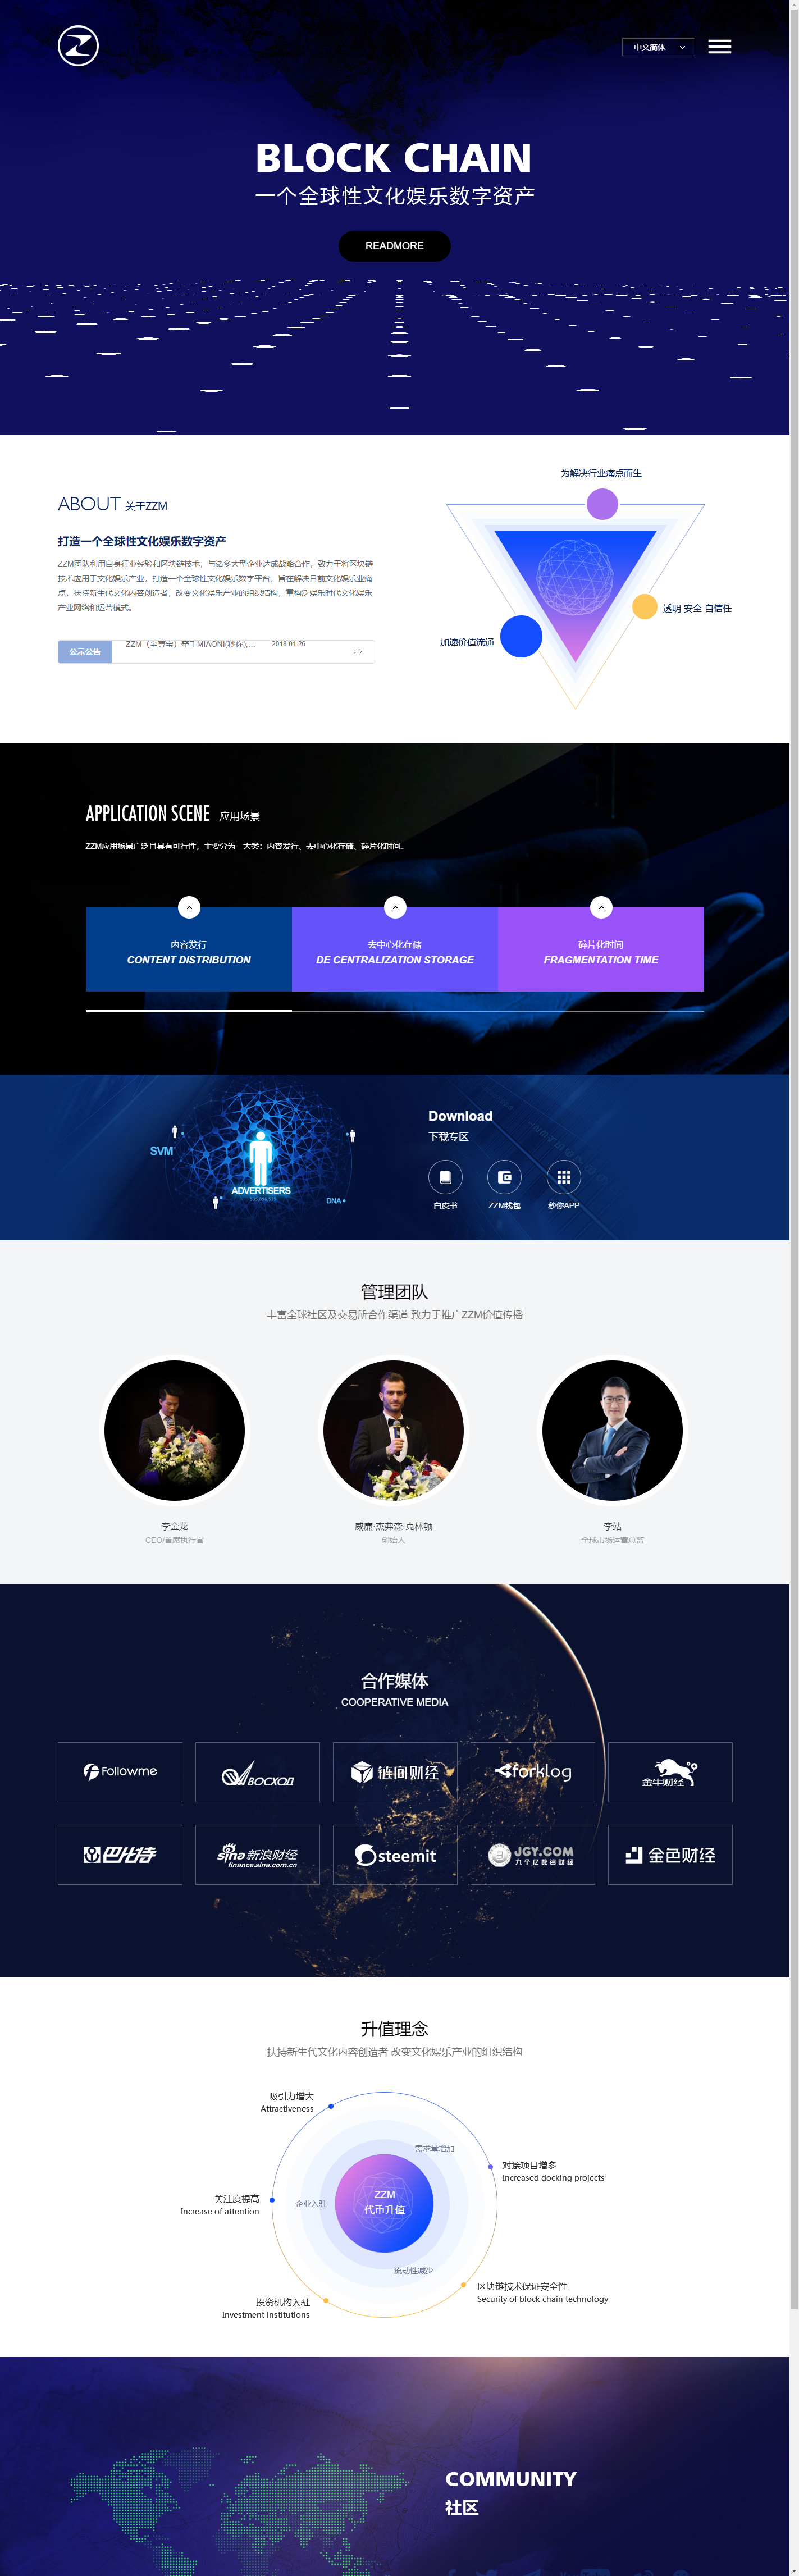 中文简体
BLOCK CHAIN
一个全球性文化娱乐数字资产
READMORE
ABOUT 关于ZZM
打造一个全球性文化娱乐数字资产
ZZM团队利用自身行业经验和区块链技术，与诸多大型企业达成战略合作，致力于将区块链
技术应用于文化娱乐产业，打造一个全球性文化娱乐数字平台，旨在解决目前文化娱乐业痛
点，扶持新生代文化内容创造者，改变文化娱乐产业的组织结构，重构泛娱乐时代文化娱乐
产业网络和运营模式。
公示公告
ZZM（至尊宝）牵手MIAONI(秒你),...
2018.01.26
为解决行业痛点而生
透明 安全 自信任
加速价值流通
APPLICATION SCENE 应用场景
ZZM应用场景广泛且具有可行性，主要分为三大类：内容发行、去中心化存储、碎片化时间。
内容发行
CONTENT DISTRIBUTION
去中心化存储
DE CENTRALIZATION STORAGE
碎片化时间
FRAGMENTATION TIME
SVM
ADVERTISERS
DNA
Download
下载专区
白皮书
ZZM钱包
秒你APP
管理团队
丰富全球社区及交易所合作渠道 致力于推广ZZM价值传播
李金龙
CEO/首席执行官
威廉·杰弗森·克林顿
创始人
李站
全球市场运营总监
合作媒体
COOPERATIVE MEDIA
Followme
ВОСХОД
链间财经
forklog
金牛财经
巴比特
sina 新浪财经
finance.sina.com.cn
steemit
JGY.COM
九个亿数资财经
金色财经
升值理念
扶持新生代文化内容创造者 改变文化娱乐产业的组织结构
吸引力增大
Attractiveness
需求量增加
对接项目增多
Increased docking projects
关注度提高
Increase of attention
企业入驻
ZZM
代币升值
流动性减少
区块链技术保证安全性
Security of block chain technology
投资机构入驻
Investment institutions
COMMUNITY
社区